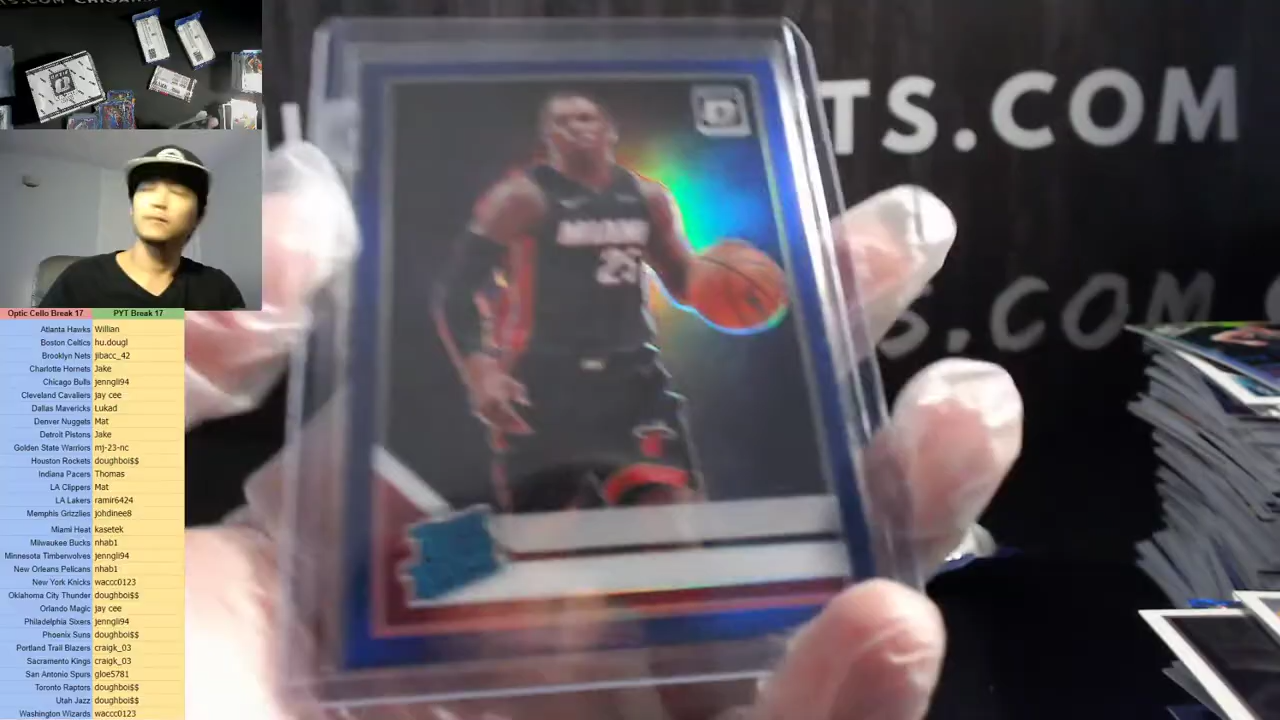 TS.COM
S.COM
MIAMI
25
Optic Cello Break 17 PYT Break 17
Atlanta Hawks Willian
Boston Celtics hu.dougl
Brooklyn Nets jibacc_42
Charlotte Hornets Jake
Chicago Bulls jenngli94
Cleveland Cavaliers jay cee
Dallas Mavericks Lukad
Denver Nuggets Mat
Detroit Pistons Jake
Golden State Warriors mj-23-nc
Houston Rockets doughboi$$
Indiana Pacers Thomas
LA Clippers Mat
LA Lakers ramir6424
Memphis Grizzlies johdinee8
Miami Heat kasetek
Milwaukee Bucks nhab1
Minnesota Timberwolves jenngli94
New Orleans Pelicans nhab1
New York Knicks waccc0123
Oklahoma City Thunder doughboi$$
Orlando Magic jay cee
Philadelphia Sixers jenngli94
Phoenix Suns doughboi$$
Portland Trail Blazers craigk_03
Sacramento Kings craigk_03
San Antonio Spurs gloe5781
Toronto Raptors doughboi$$
Utah Jazz doughboi$$
Washington Wizards waccc0123